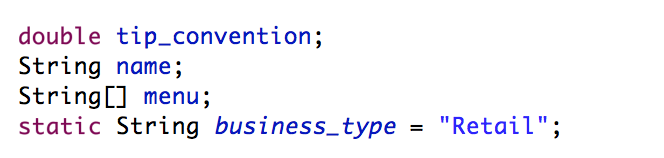 double tip_convention;
String name;
String[] menu;
static String business_type = "Retail";